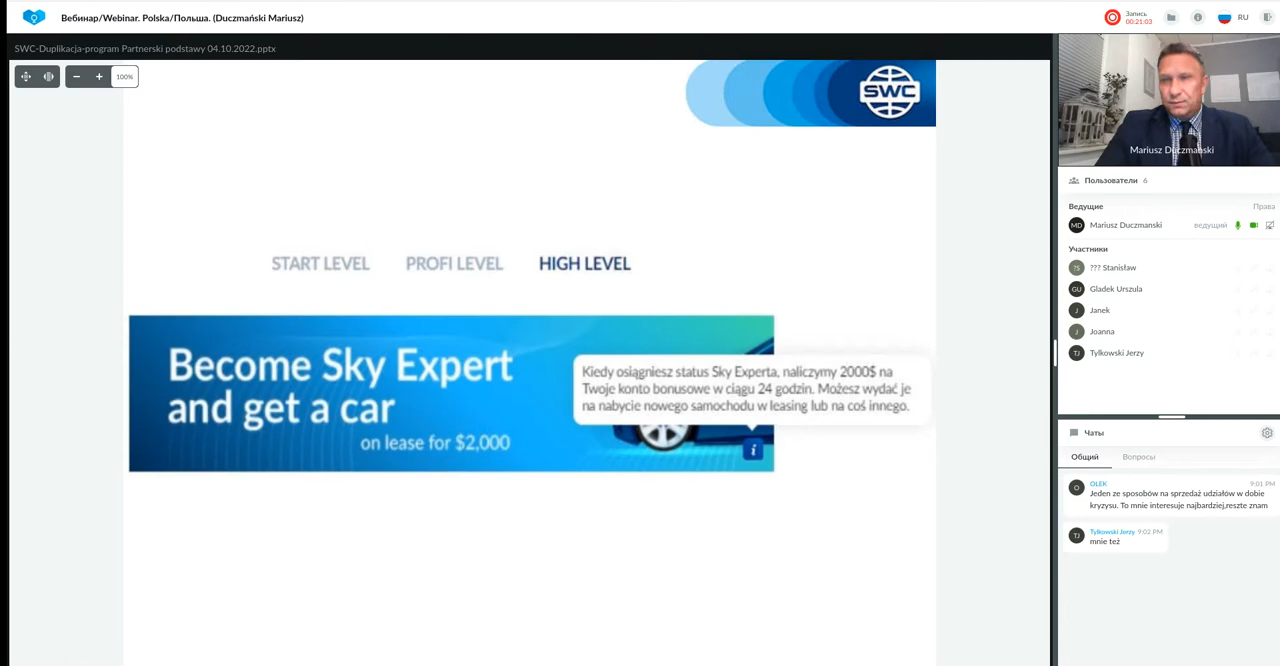 Вебинар/Webinar. Polska/Польша. (Duczmański Mariusz)
Запись
00:21:03
RU
SWC-Duplikacja-program Partnerski podstawy 04.10.2022.pptx
100%
SWC
START LEVEL PROFI LEVEL HIGH LEVEL
Become Sky Expert
and get a car
on lease for $2,000
Kiedy osiągniesz status Sky Experta, naliczymy 2000$ na
Twoje konto bonusowe w ciągu 24 godzin. Możesz wydać je
na nabycie nowego samochodu w leasing lub na coś innego.
i
Mariusz Duczmański
Пользователи 6
Ведущие Права
MD Mariusz Duczmanski ведущий
Участники
?S ??? Stanisław
GU Gladek Urszula
J Janek
J Joanna
TJ Tylkowski Jerzy
Чаты
Общий Вопросы
O OLEK 9:01 PM
Jeden ze sposobów na sprzedaż udziałów w dobie
kryzysu. To mnie interesuje najbardziej,reszte znam
TJ Tylkowski Jerzy 9:02 PM
mnie też